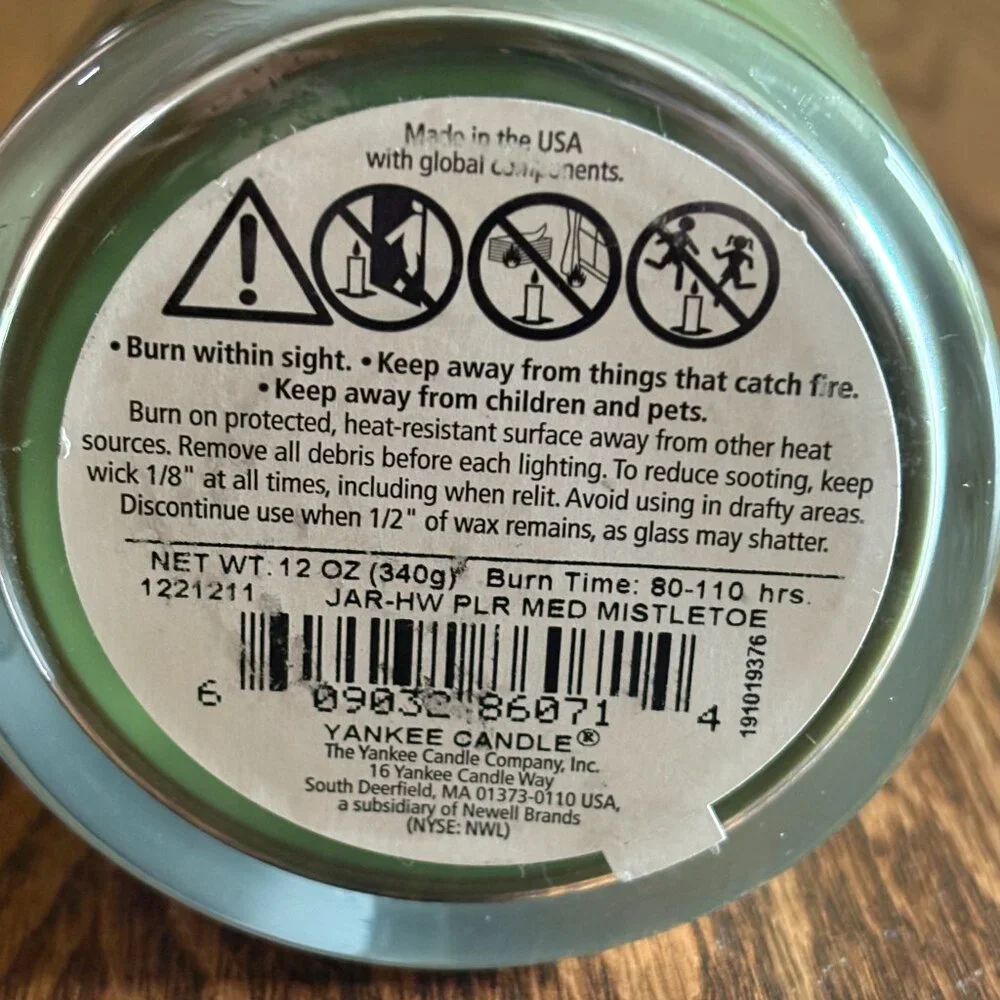 Made in the USA
with global components.
• Burn within sight. • Keep away from things that catch fire.
• Keep away from children and pets.
Burn on protected, heat-resistant surface away from other heat
sources. Remove all debris before each lighting. To reduce sooting, keep
wick 1/8" at all times, including when relit. Avoid using in drafty areas.
Discontinue use when 1/2" of wax remains, as glass may shatter.
NET WT. 12 OZ (340g) Burn Time: 80-110 hrs.
1221211 JAR-HW PLR MED MISTLETOE
191019376
6 09032 86071 4
YANKEE CANDLE®
The Yankee Candle Company, Inc.
16 Yankee Candle Way
South Deerfield, MA 01373-0110 USA,
a subsidiary of Newell Brands
(NYSE: NWL)